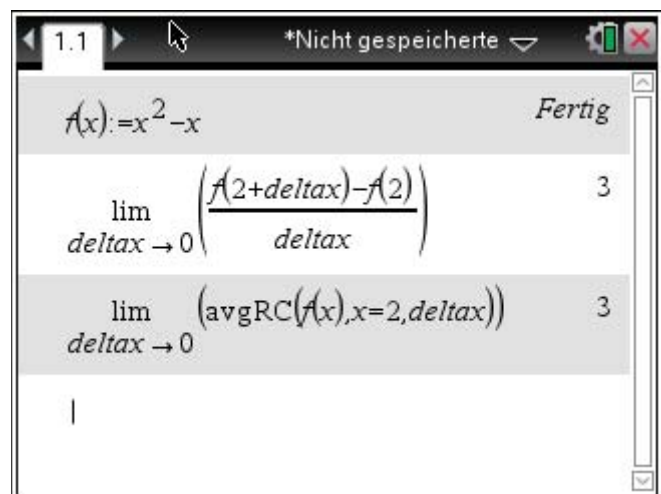 1.1 *Nicht gespeicherte
f(x):=x²−x Fertig
lim deltax→0 (f(2+deltax)−f(2) / deltax) 3
lim deltax→0 (avgRC(f(x),x=2,deltax)) 3